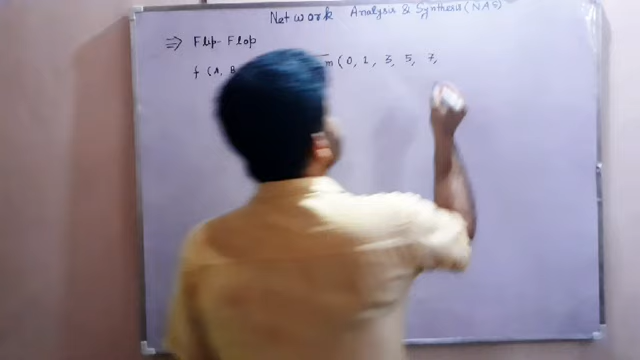 Network Analysis & Synthesis (NAS)
⇒ Flip-Flop
f (A, B m (0, 1, 3, 5, 7,